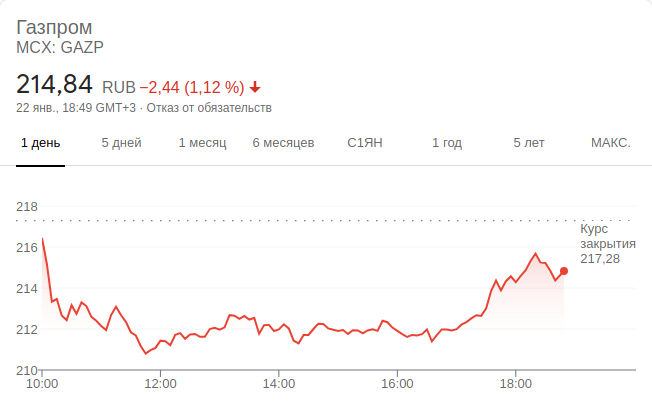 Газпром
MCX: GAZP
214,84 RUB −2,44 (1,12 %)
22 янв., 18:49 GMT+3 · Отказ от обязательств
1 день 5 дней 1 месяц 6 месяцев С1ЯН 1 год 5 лет МАКС.
218
Курс
закрытия
217,28
216
214
212
210
10:00 12:00 14:00 16:00 18:00